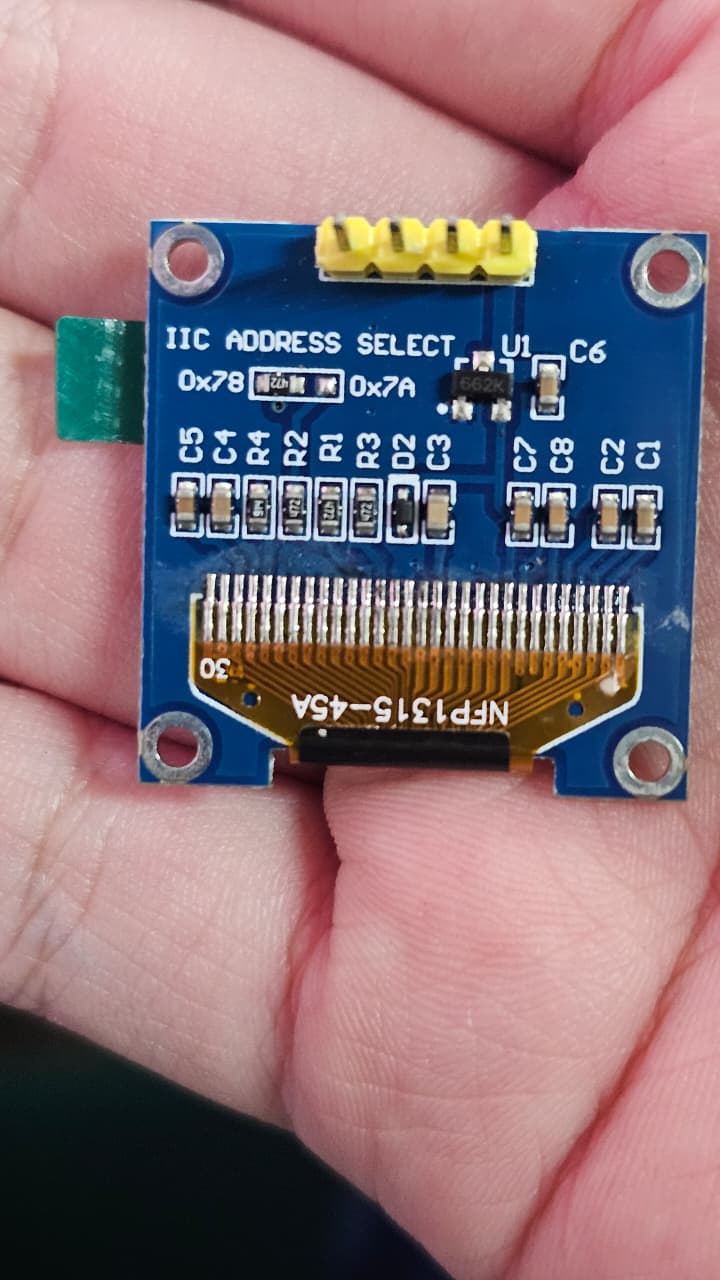 IIC ADDRESS SELECT
U1 C6
0x78 472 0x7A
662K
C5 C4 R4 R2 R1 R3 D2 C3 C7 C8 C2 C1
472 472 472
30
NFP1315-45A